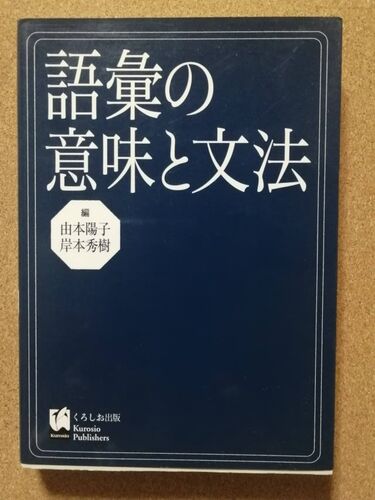 語彙の
意味と文法
編
由本陽子
岸本秀樹
Kurosio
くろしお出版
Kurosio
Publishers